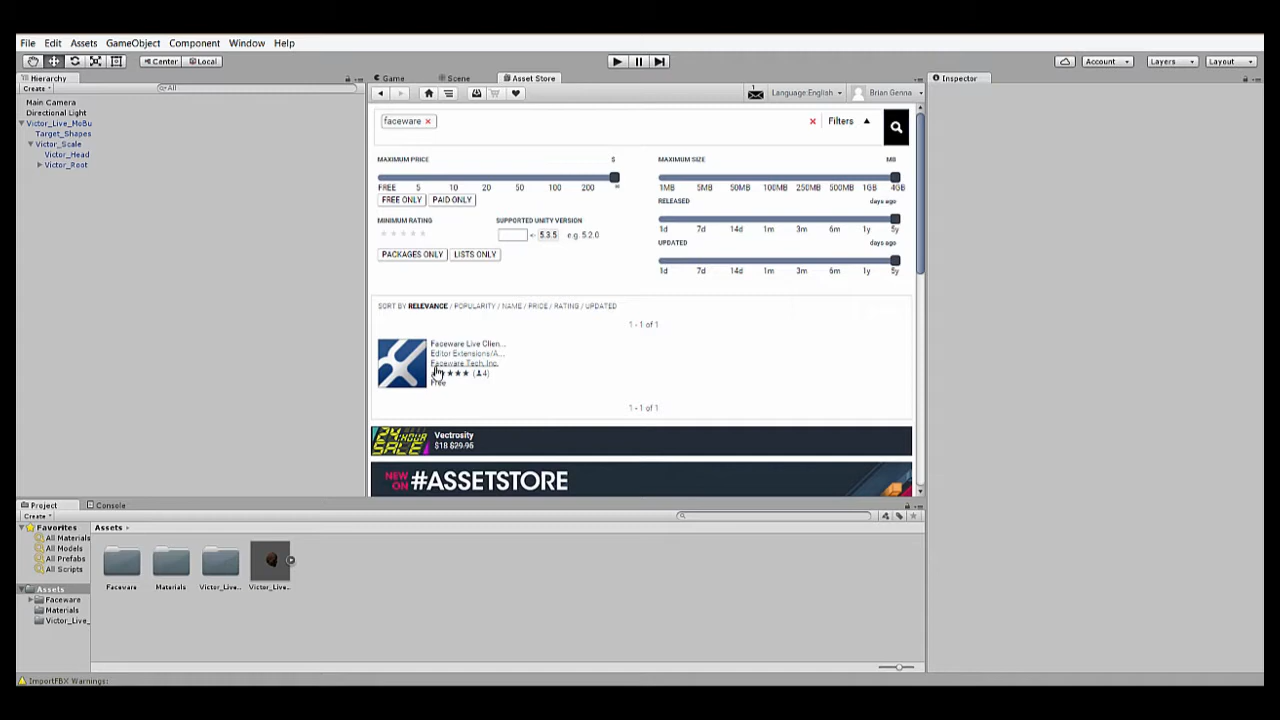 File Edit Assets GameObject Component Window Help
Center Local Account Layers Layout
Hierarchy Game Scene Asset Store Inspector
Create All
Language English Brian Genna
Main Camera
Directional Light
Victor_Live_MoBu
Target_Shapes
Victor_Scale
Victor_Head
Victor_Root
faceware Filters
MAXIMUM PRICE $ MAXIMUM SIZE MB
FREE 5 10 20 50 100 200 ∞ 1MB 5MB 50MB 100MB 250MB 500MB 1GB 4GB
FREE ONLY PAID ONLY RELEASED days ago
MINIMUM RATING SUPPORTED UNITY VERSION 1d 7d 14d 1m 3m 6m 1y 5y
5.3.5 e.g. 5.2.0 UPDATED days ago
PACKAGES ONLY LISTS ONLY
1d 7d 14d 1m 3m 6m 1y 5y
SORT BY RELEVANCE / POPULARITY / NAME / PRICE / RATING / UPDATED
1 - 1 of 1
Faceware Live Clien...
Editor Extensions/A...
Faceware Tech, Inc.
(4)
Free
1 - 1 of 1
24 HOUR SALE Vectrosity
$18 $29.95
NEW ON #ASSETSTORE
Project Console
Create
Favorites Assets
All Materials
All Models
All Prefabs
All Scripts
Faceware Materials Victor_Live.. Victor_Live..
Assets
Faceware
Materials
Victor_Live_
ImportFBX Warnings: